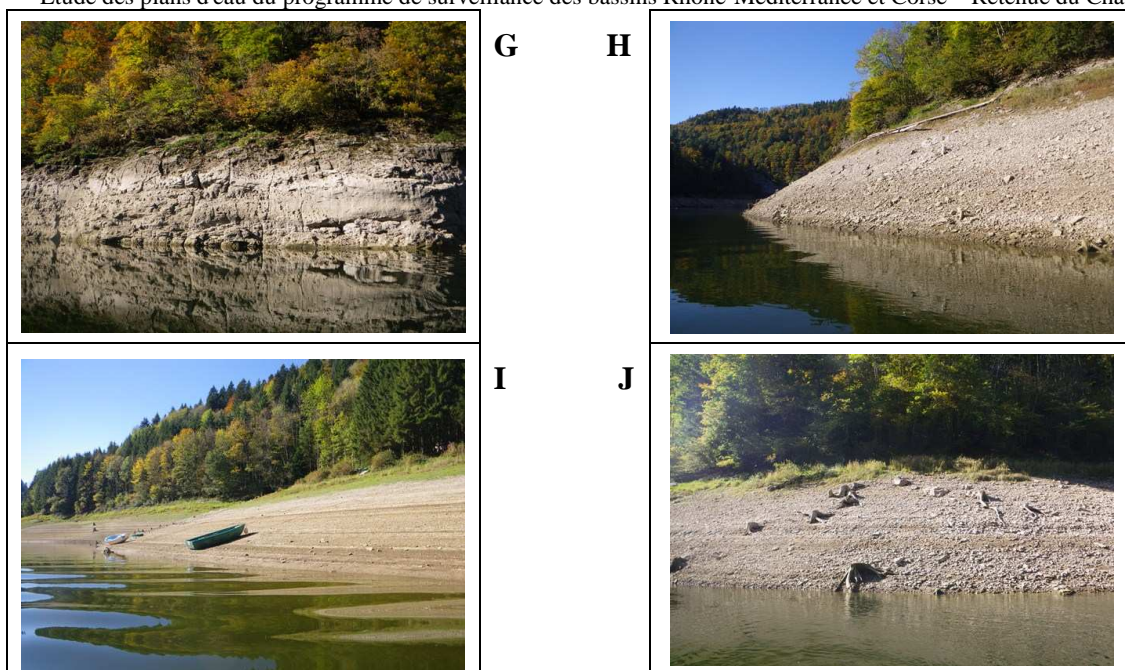 Etude des plans d'eau du programme de surveillance des bassins Rhône-Méditerranée et Corse – Retenue du
G H
I J